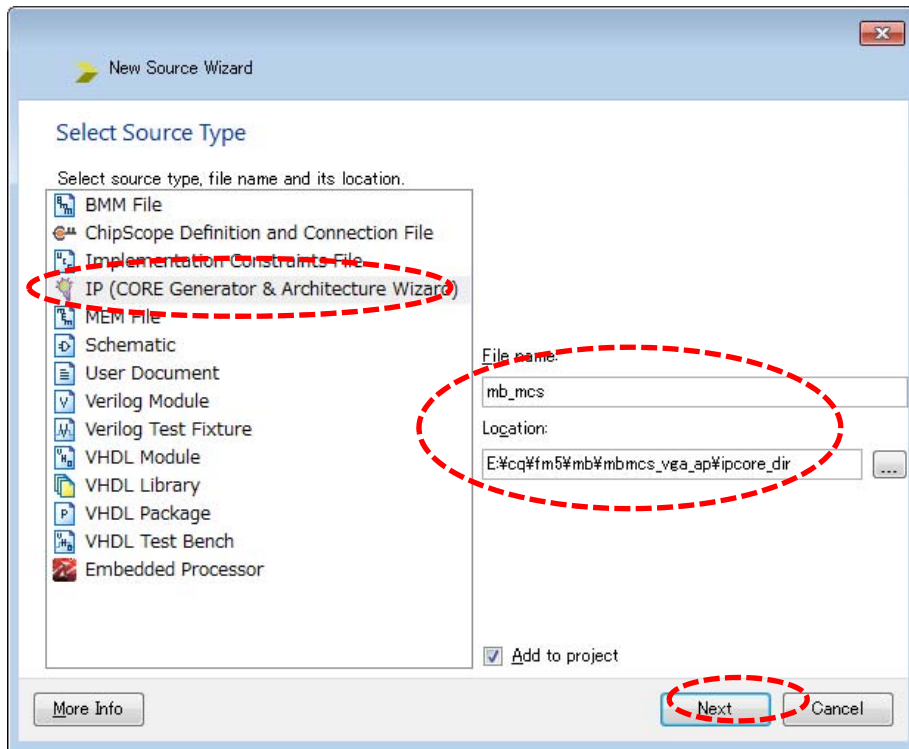 New Source Wizard
Select Source Type
Select source type, file name and its location.
BMM File
ChipScope Definition and Connection File
Implementation Constraints File
IP (CORE Generator & Architecture Wizard)
MEM File
Schematic
User Document
Verilog Module
Verilog Test Fixture
VHDL Module
VHDL Library
VHDL Package
VHDL Test Bench
Embedded Processor
File name:
mb_mcs
Location:
E:¥cq¥fm5¥mb¥mbmcs_vga_ap¥ipcore_dir
...
Add to project
More Info
Next
Cancel